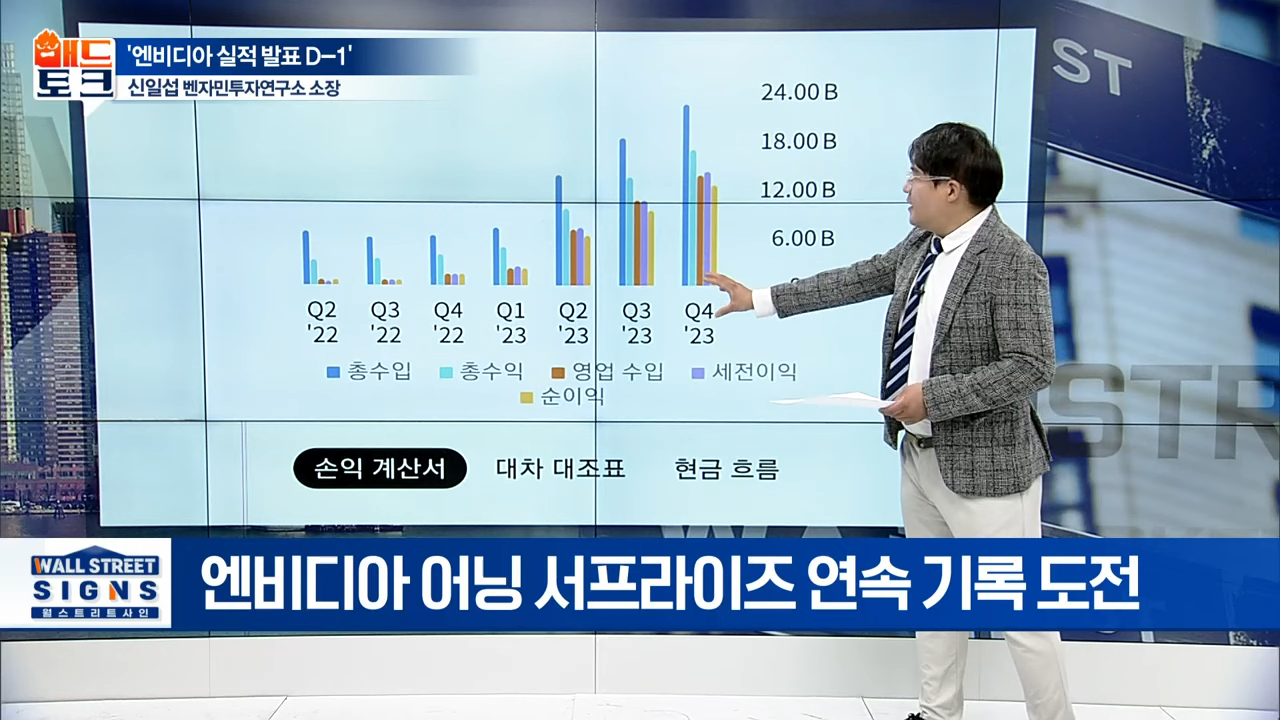 배드
토크
'엔비디아 실적 발표 D-1'
신일섭 벤자민투자연구소 소장
ST
24.00 B
18.00 B
12.00 B
6.00 B
Q2 '22
Q3 '22
Q4 '22
Q1 '23
Q2 '23
Q3 '23
Q4 '23
총수입
총수익
영업 수입
세전이익
순이익
STR
손익 계산서
대차 대조표
현금 흐름
WALL STREET
SIGNS
월스트리트사인
엔비디아 어닝 서프라이즈 연속 기록 도전